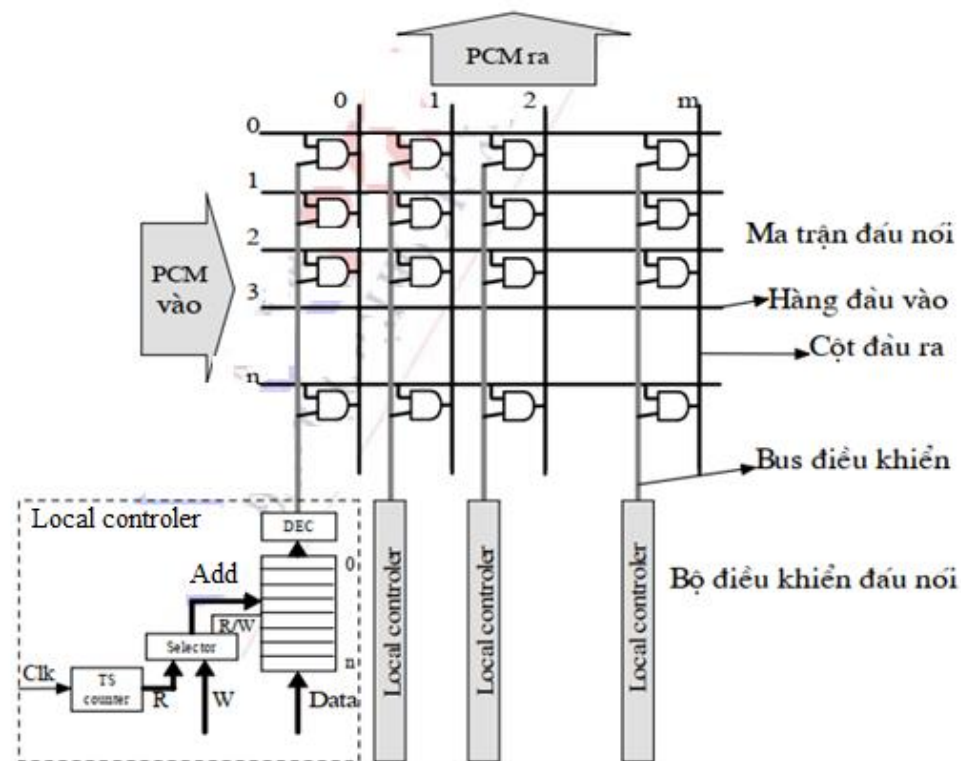 PCM ra
0 1 2 m
0
1
2
3
n
PCM
vào
Ma trận đấu nối
Hàng đầu vào
Cột đầu ra
Bus điều khiển
Bộ điều khiển đấu nối
Local controler
DEC
0
Add
R/W
Selector
n
Clk
TS
counter
R
W
Data
Local controler
Local controler
Local controler